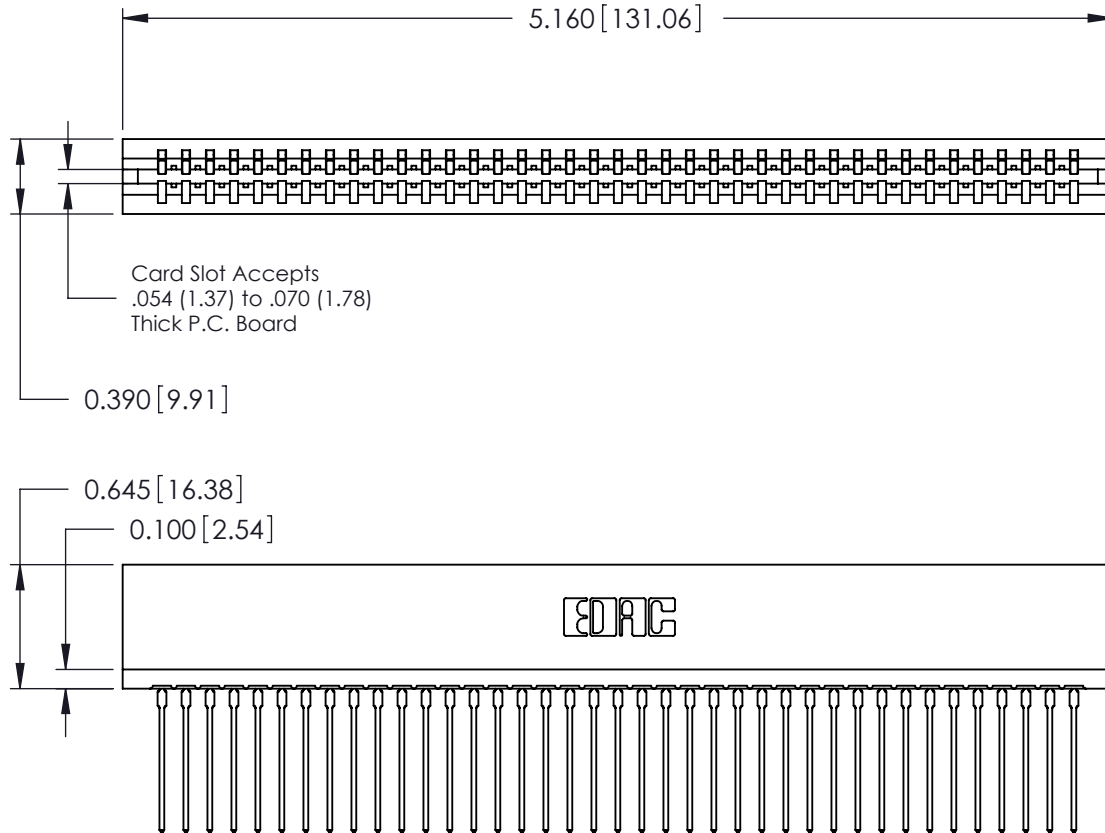 5.160 [131.06]
Card Slot Accepts
.054 (1.37) to .070 (1.78)
Thick P.C. Board
0.390 [9.91]
0.645 [16.38]
0.100 [2.54]
EDAC